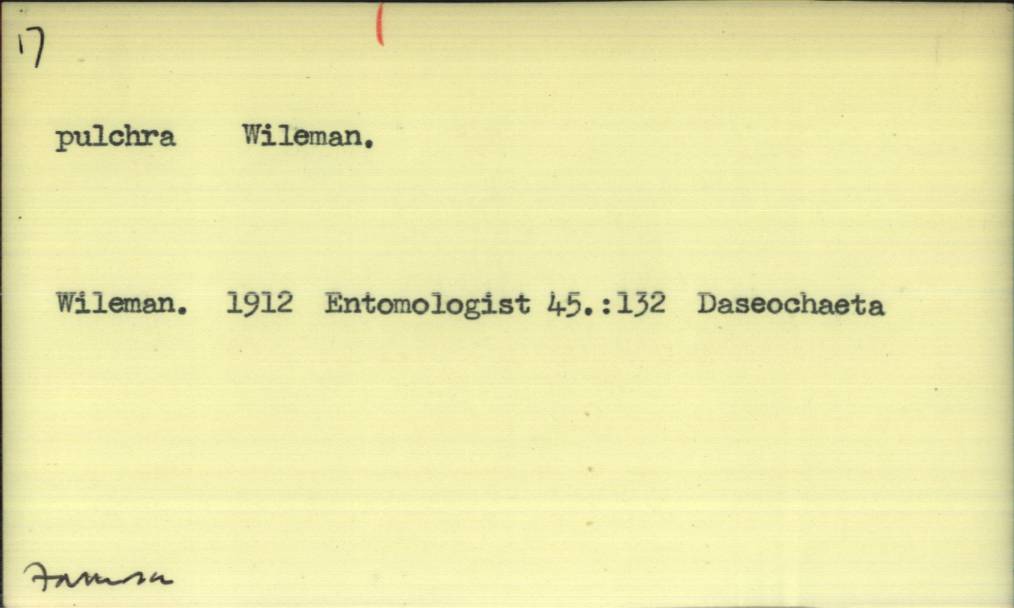 17
pulchra Wileman.
Wileman. 1912 Entomologist 45.:132 Daseochaeta
Formosa